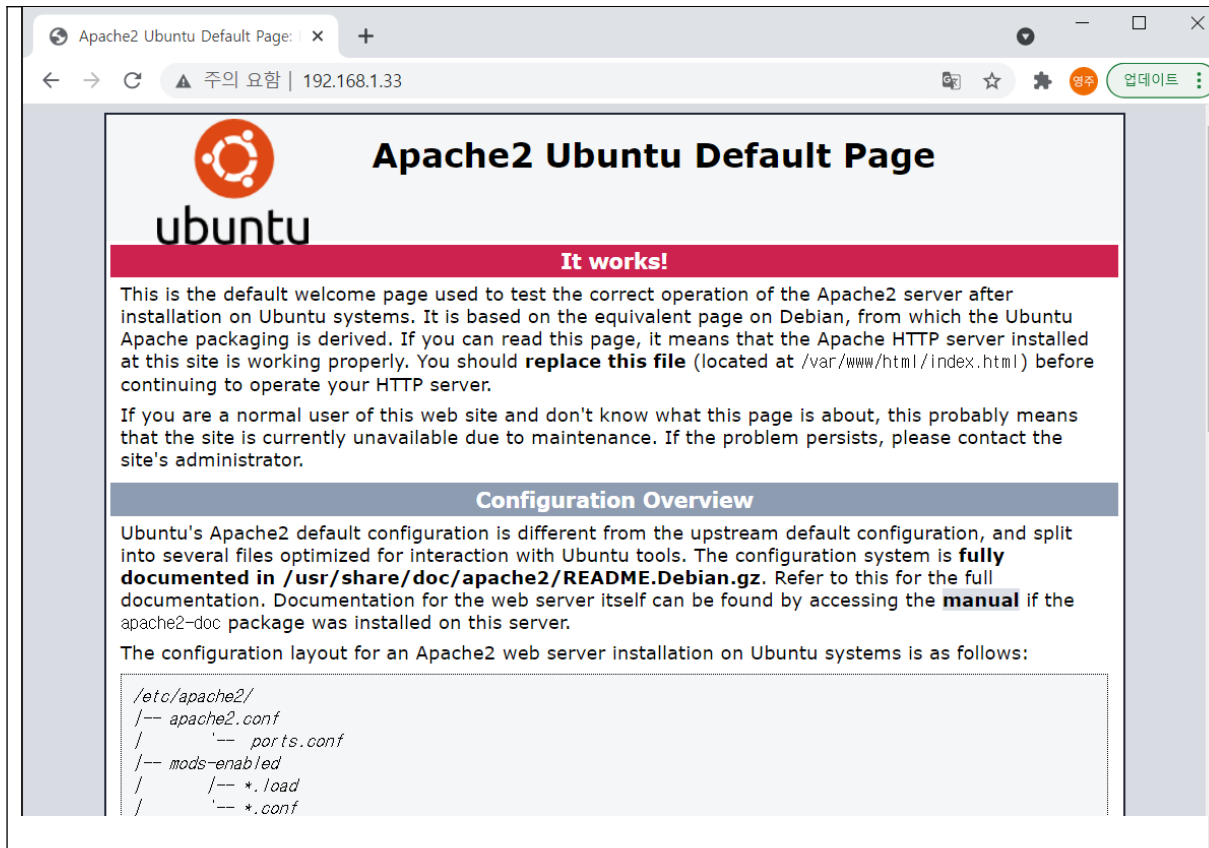 Apache2 Ubuntu Default Page:
주의 요함 | 192.168.1.33
영주
업데이트
ubuntu
Apache2 Ubuntu Default Page
It works!
This is the default welcome page used to test the correct operation of the Apache2 server after
installation on Ubuntu systems. It is based on the equivalent page on Debian, from which the Ubuntu
Apache packaging is derived. If you can read this page, it means that the Apache HTTP server installed
at this site is working properly. You should replace this file (located at /var/www/html/index.html) before
continuing to operate your HTTP server.
If you are a normal user of this web site and don't know what this page is about, this probably means
that the site is currently unavailable due to maintenance. If the problem persists, please contact the
site's administrator.
Configuration Overview
Ubuntu's Apache2 default configuration is different from the upstream default configuration, and split
into several files optimized for interaction with Ubuntu tools. The configuration system is fully
documented in /usr/share/doc/apache2/README.Debian.gz. Refer to this for the full
documentation. Documentation for the web server itself can be found by accessing the manual if the
apache2-doc package was installed on this server.
The configuration layout for an Apache2 web server installation on Ubuntu systems is as follows:
/etc/apache2/
|-- apache2.conf
|       `--  ports.conf
|-- mods-enabled
|       |-- *.load
|       `-- *.conf